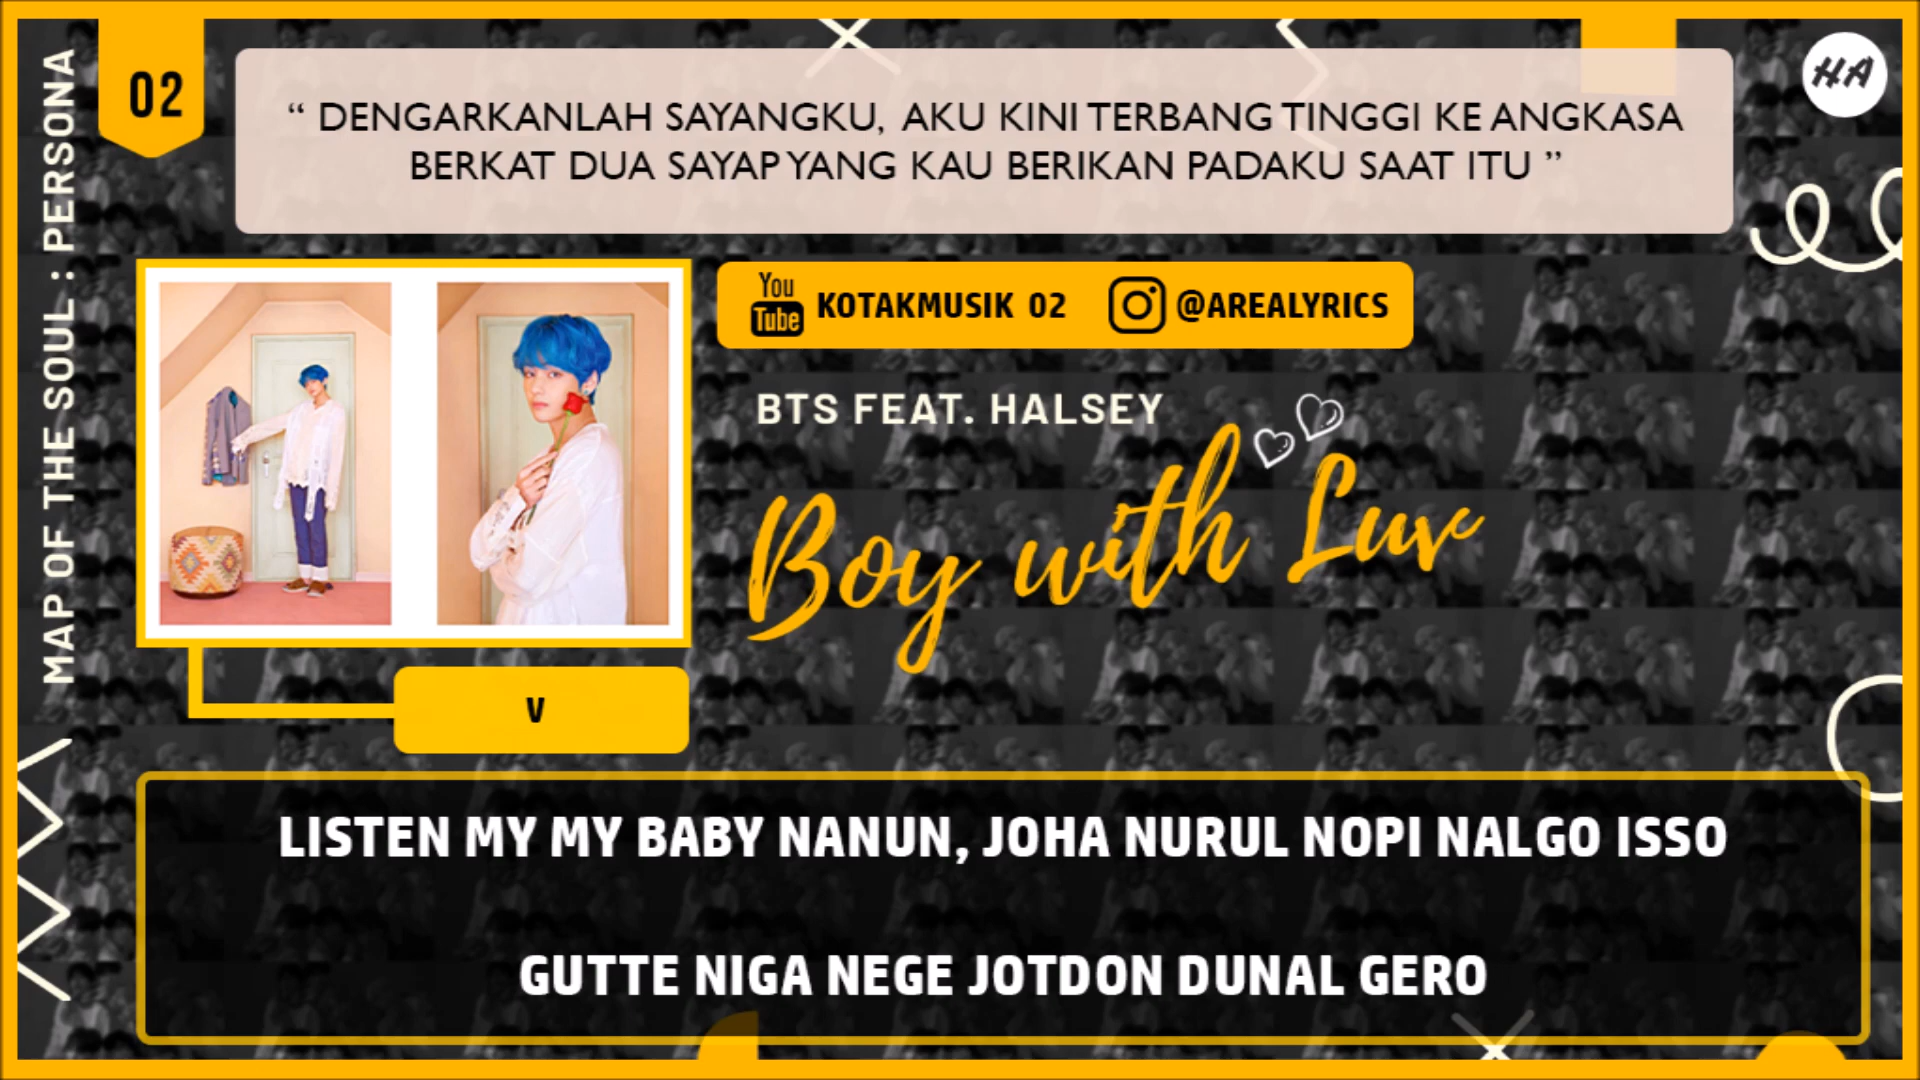 MAP OF THE SOUL : PERSONA
02
“ DENGARKANLAH SAYANGKU, AKU KINI TERBANG TINGGI KE ANGKASA
BERKAT DUA SAYAP YANG KAU BERIKAN PADAKU SAAT ITU ”
HA
You
Tube
KOTAKMUSIK 02
@AREALYRICS
BTS FEAT. HALSEY
Boy with Luv
V
LISTEN MY MY BABY NANUN, JOHA NURUL NOPI NALGO ISSO
GUTTE NIGA NEGE JOTDON DUNAL GERO